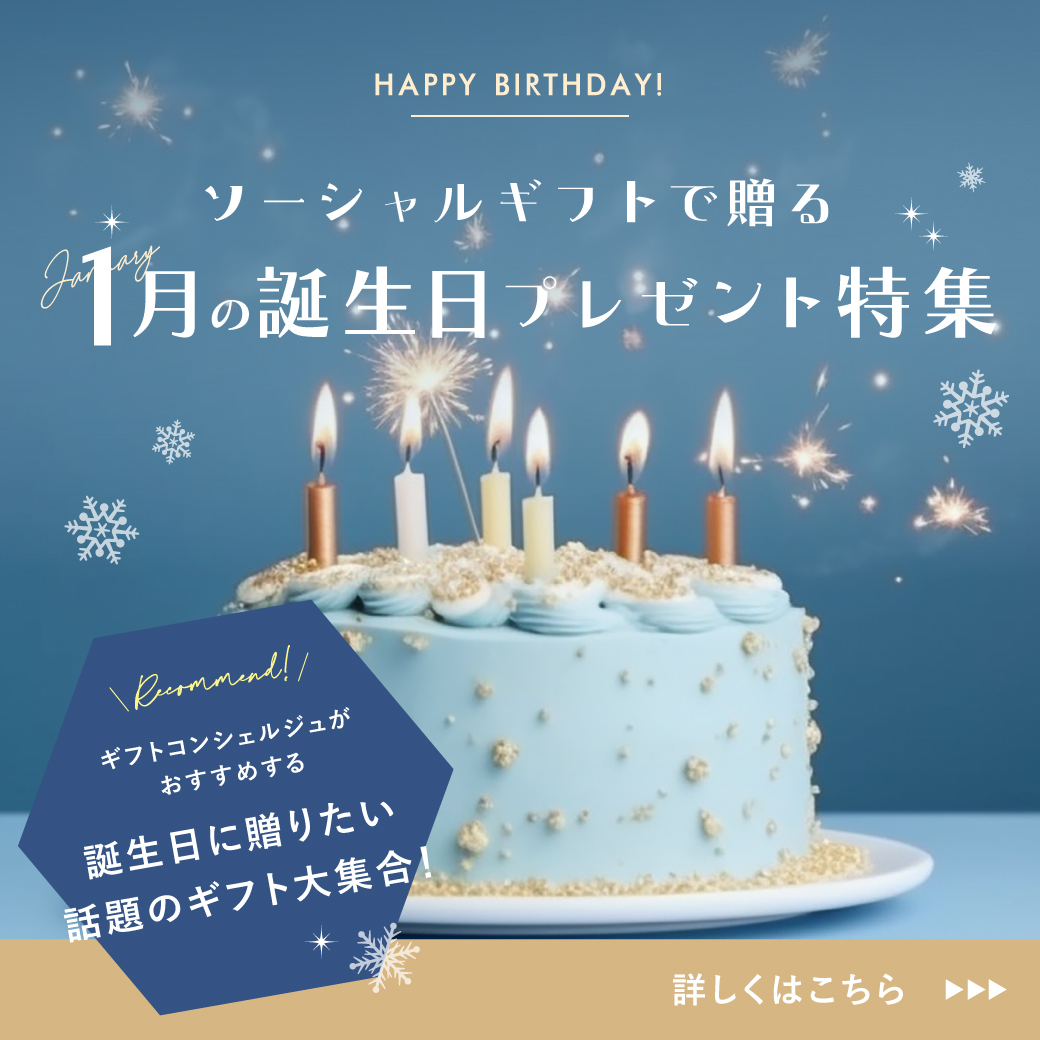 HAPPY BIRTHDAY!
ソーシャルギフトで贈る
January
1月の誕生日プレゼント特集
\ Recommend! /
ギフトコンシェルジュが
おすすめする
誕生日に贈りたい
話題のギフト大集合!
詳しくはこちら ▶▶▶